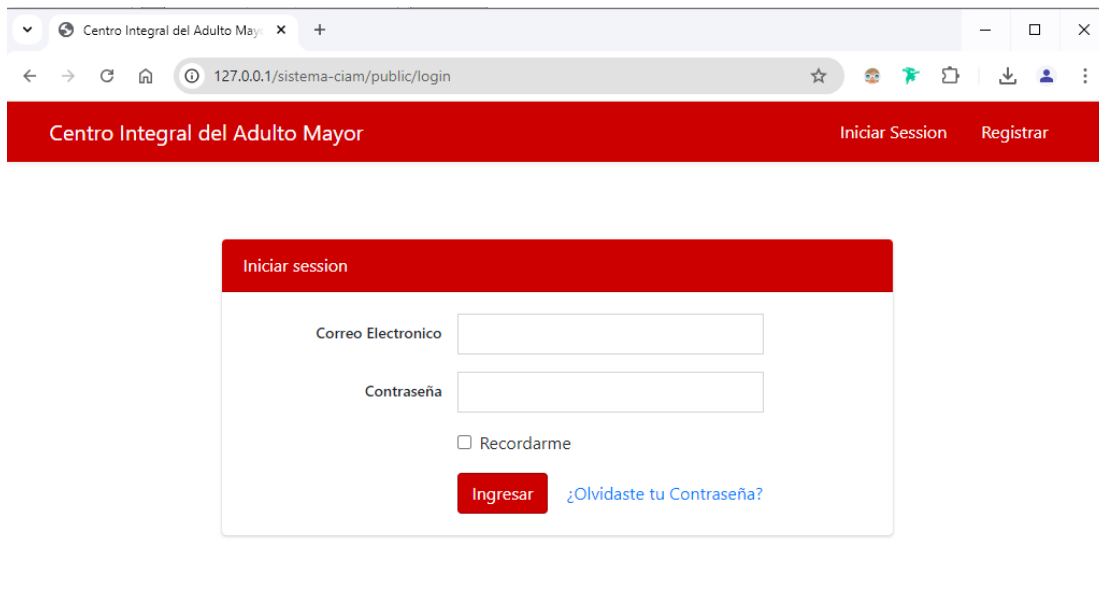 Centro Integral del Adulto May
127.0.0.1/sistema-ciam/public/login
Centro Integral del Adulto Mayor Iniciar Session Registrar
Iniciar session
Correo Electronico
Contraseña
Recordarme
Ingresar ¿Olvidaste tu Contraseña?